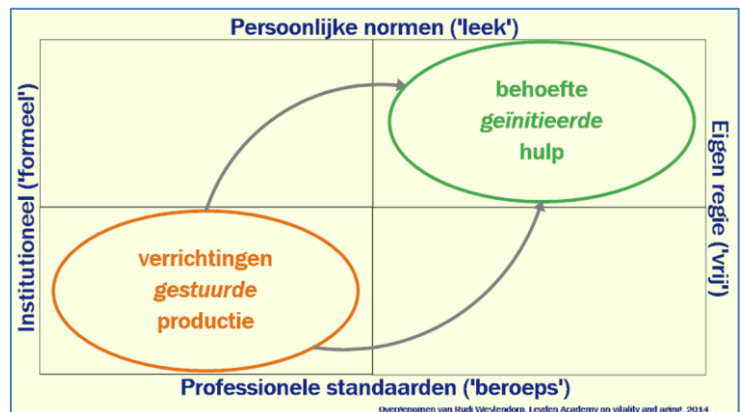 Persoonlijke normen ('leek')
Institutioneel ('formeel')
behoefte
geïnitieerde
hulp
Eigen regie ('vrij')
verrichtingen
gestuurde
productie
Professionele standaarden ('beroeps')
Overgenomen van Rudi Westendorp, Leyden Academy on vitality and aging, 2014